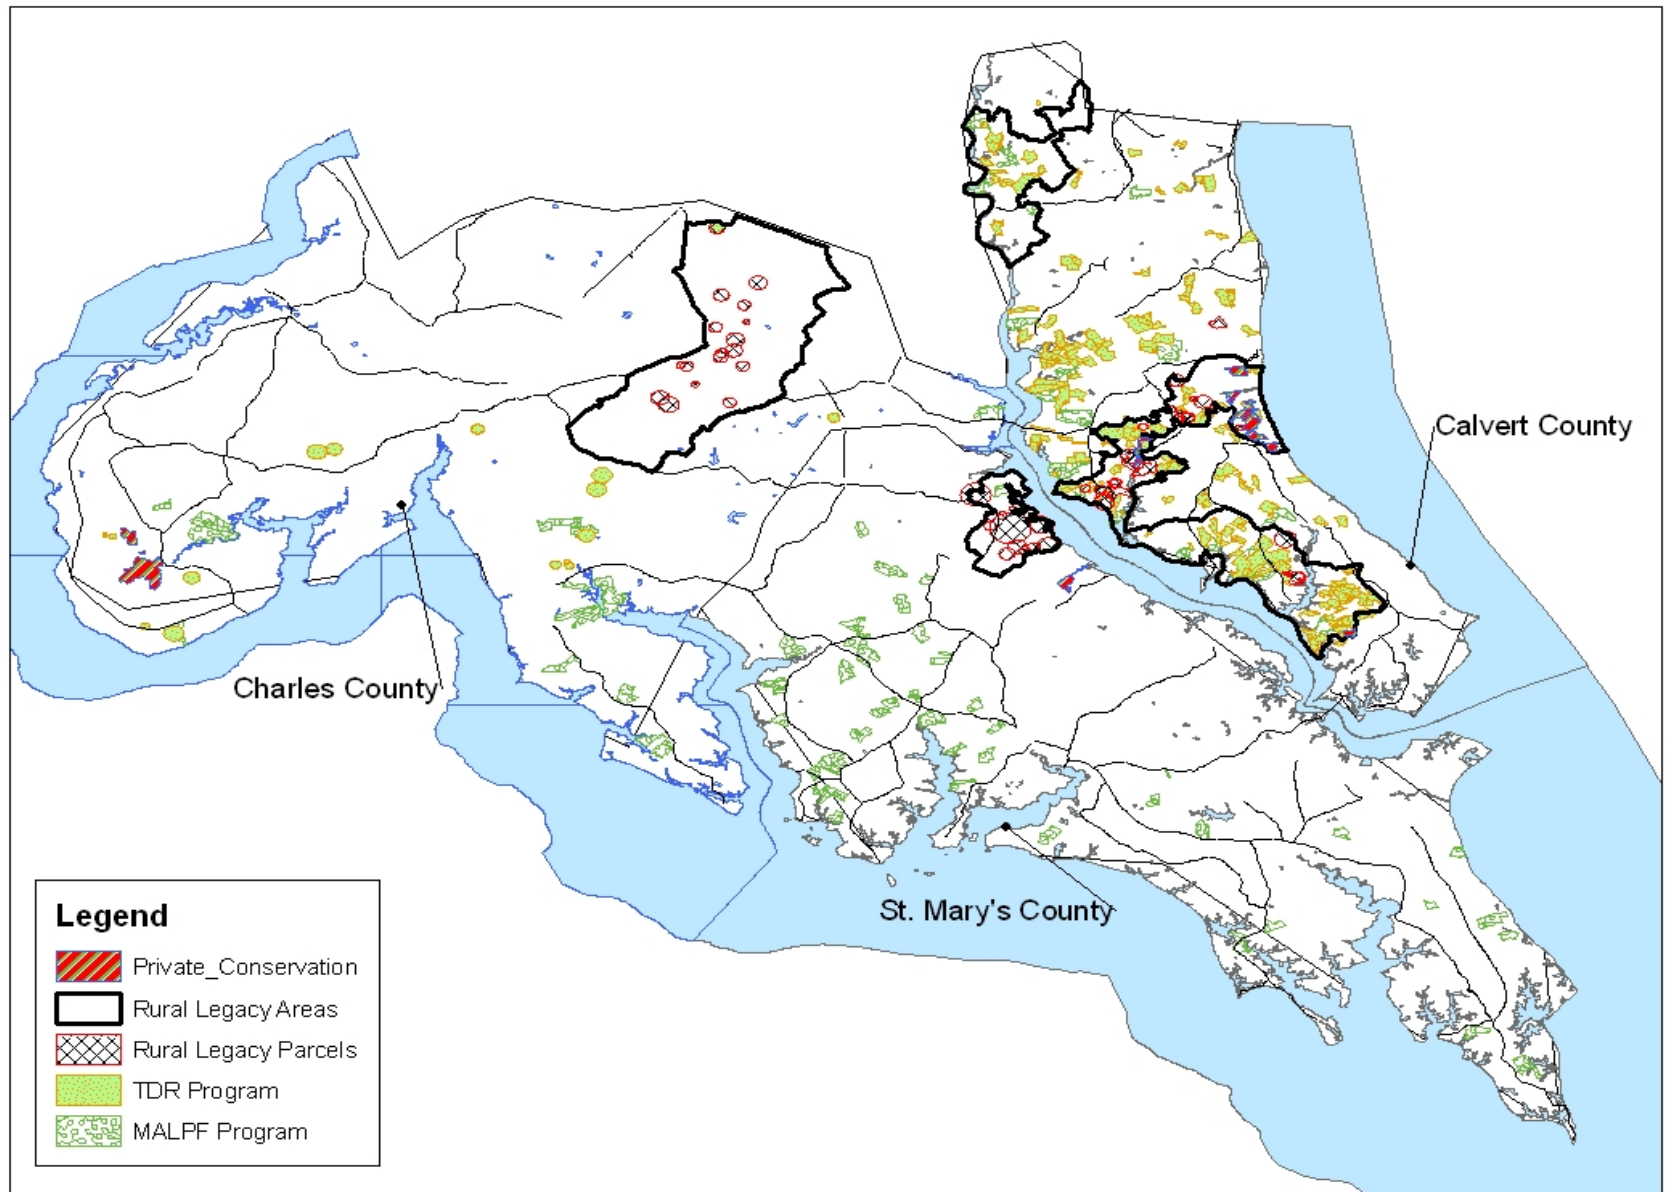 Calvert County
Charles County
St. Mary's County
Legend
Private_Conservation
Rural Legacy Areas
Rural Legacy Parcels
TDR Program
MALPF Program